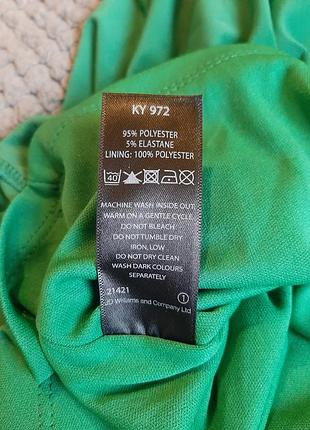 KY 972
95% POLYESTER
5% ELASTANE
LINING: 100% POLYESTER
40
MACHINE WASH INSIDE OUT,
WARM ON A GENTLE CYCLE.
DO NOT BLEACH
DO NOT TUMBLE DRY
IRON, LOW
DO NOT DRY CLEAN
WASH DARK COLOURS
SEPARATELY
21421
JD Williams and Company Ltd
1